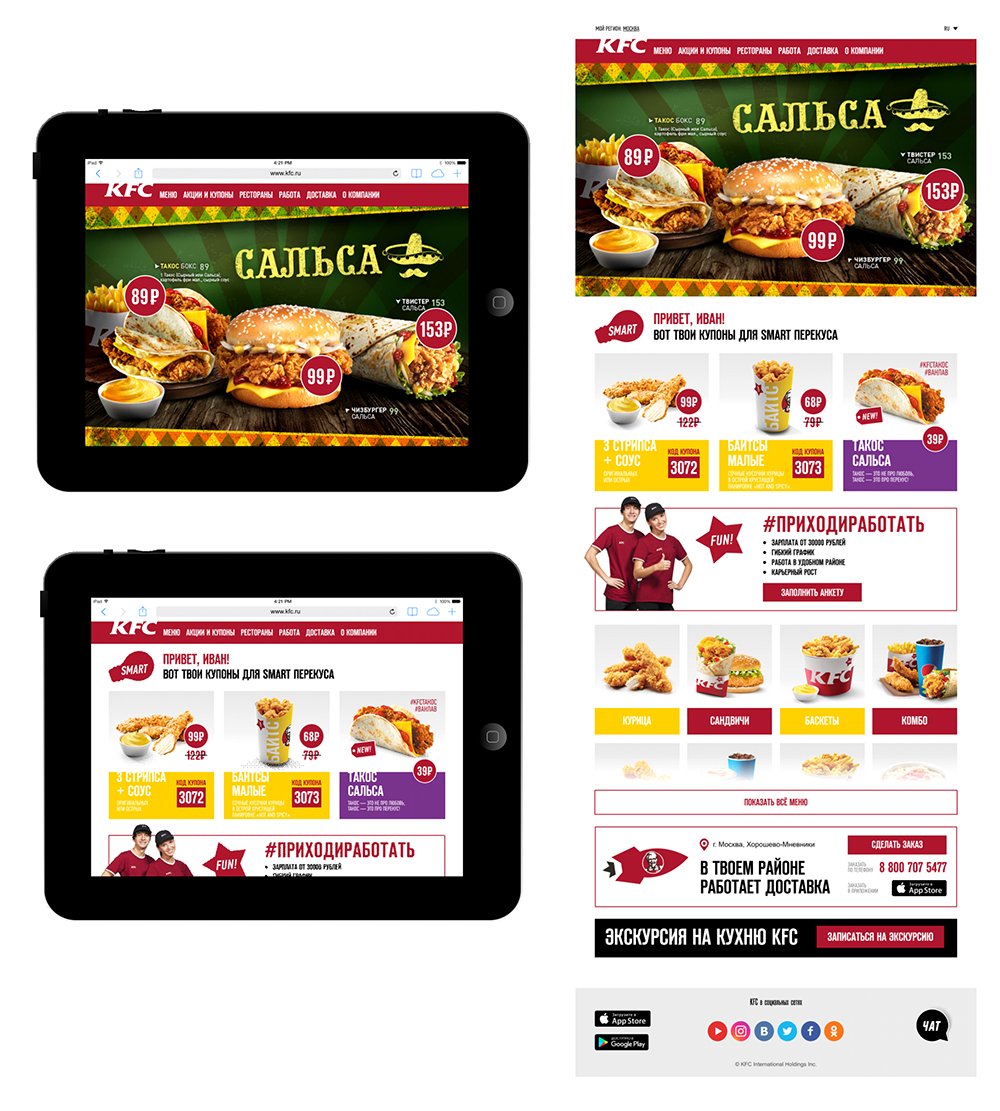 iPad
4:21 PM
100%
www.kfc.ru
KFC
МЕНЮ АКЦИИ И КУПОНЫ РЕСТОРАНЫ РАБОТА ДОСТАВКА О КОМПАНИИ
САЛЬСА
ТАКОС БОКС 89
1 Такос (Сырный или Сальса),
картофель фри мал., сырный соус
89₽
ТВИСТЕР 153
САЛЬСА
153₽
99₽
ЧИЗБУРГЕР 99
САЛЬСА
iPad
4:21 PM
100%
www.kfc.ru
KFC
МЕНЮ АКЦИИ И КУПОНЫ РЕСТОРАНЫ РАБОТА ДОСТАВКА О КОМПАНИИ
SMART
ПРИВЕТ, ИВАН!
ВОТ ТВОИ КУПОНЫ ДЛЯ SMART ПЕРЕКУСА
99₽
122₽
БАЙТС
68₽
79₽
#KFCТАКОС
#ВАНЛАВ
NEW!
39₽
3 СТРИПСА
+ СОУС
ОРИГИНАЛЬНЫХ
ИЛИ ОСТРЫХ
КОД КУПОНА
3072
БАЙТСЫ
МАЛЫЕ
СОЧНЫЕ КУСОЧКИ КУРИЦЫ
В ОСТРОЙ ХРУСТЯЩЕЙ
ПАНИРОВКЕ «HOT AND SPICY»
КОД КУПОНА
3073
ТАКОС
САЛЬСА
ТАКОС — ЭТО НЕ ПРО ЛЮБОВЬ,
ТАКОС — ЭТО ПРО ПЕРЕКУС!
FUN!
#ПРИХОДИРАБОТАТЬ
ЗАРПЛАТА ОТ 30000 РУБЛЕЙ
ГИБКИЙ ГРАФИК
МОЙ РЕГИОН: МОСКВА
RU
KFC
МЕНЮ АКЦИИ И КУПОНЫ РЕСТОРАНЫ РАБОТА ДОСТАВКА О КОМПАНИИ
САЛЬСА
ТАКОС БОКС 89
1 Такос (Сырный или Сальса),
картофель фри мал., сырный соус
89₽
ТВИСТЕР 153
САЛЬСА
153₽
99₽
ЧИЗБУРГЕР 99
САЛЬСА
SMART
ПРИВЕТ, ИВАН!
ВОТ ТВОИ КУПОНЫ ДЛЯ SMART ПЕРЕКУСА
99₽
122₽
БАЙТС
68₽
79₽
#KFCТАКОС
#ВАНЛАВ
NEW!
39₽
3 СТРИПСА
+ СОУС
ОРИГИНАЛЬНЫХ
ИЛИ ОСТРЫХ
КОД КУПОНА
3072
БАЙТСЫ
МАЛЫЕ
СОЧНЫЕ КУСОЧКИ КУРИЦЫ
В ОСТРОЙ ХРУСТЯЩЕЙ
ПАНИРОВКЕ «HOT AND SPICY»
КОД КУПОНА
3073
ТАКОС
САЛЬСА
ТАКОС — ЭТО НЕ ПРО ЛЮБОВЬ,
ТАКОС — ЭТО ПРО ПЕРЕКУС!
FUN!
#ПРИХОДИРАБОТАТЬ
ЗАРПЛАТА ОТ 30000 РУБЛЕЙ
ГИБКИЙ ГРАФИК
РАБОТА В УДОБНОМ РАЙОНЕ
КАРЬЕРНЫЙ РОСТ
ЗАПОЛНИТЬ АНКЕТУ
KFC
KFC
КУРИЦА
САНДВИЧИ
БАСКЕТЫ
КОМБО
ПОКАЗАТЬ ВСЁ МЕНЮ
г. Москва, Хорошево-Мневники
В ТВОЕМ РАЙОНЕ
РАБОТАЕТ ДОСТАВКА
СДЕЛАТЬ ЗАКАЗ
ЗАКАЗАТЬ
ПО ТЕЛЕФОНУ
8 800 707 5477
ЗАКАЗАТЬ
В ПРИЛОЖЕНИИ
Загрузите в
App Store
ЭКСКУРСИЯ НА КУХНЮ KFC
ЗАПИСАТЬСЯ НА ЭКСКУРСИЮ
KFC в социальных сетях
Загрузите в
App Store
ДОСТУПНО В
Google Play
ЧАТ
© KFC International Holdings Inc.